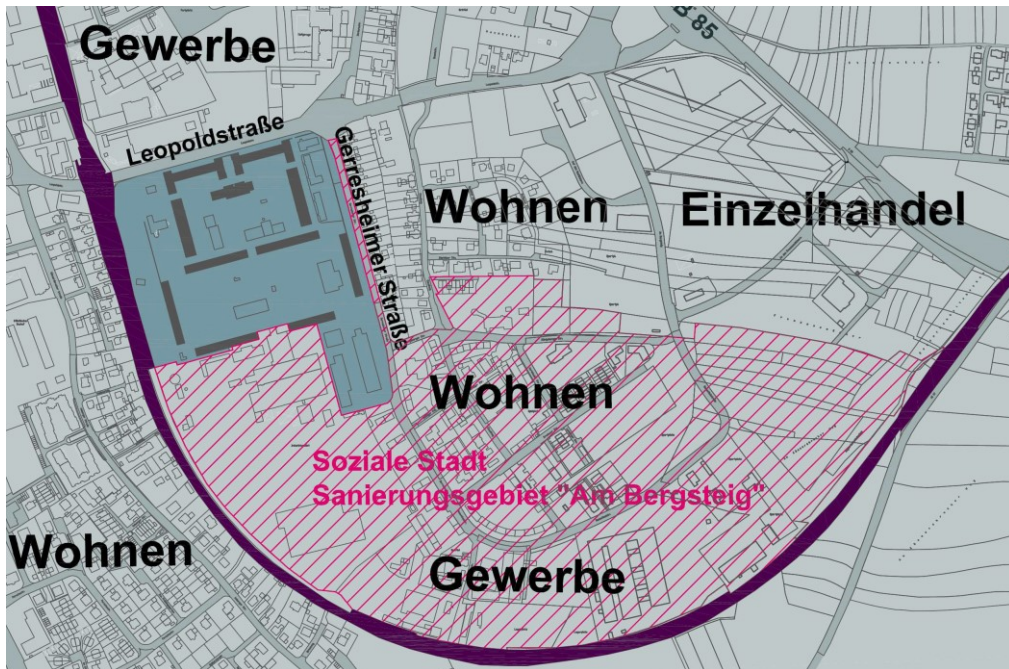 Gewerbe
B 85
Leopoldstraße
Gerresheimer Straße
Wohnen
Einzelhandel
Wohnen
Soziale Stadt
Sanierungsgebiet "Am Bergsteig"
Wohnen
Gewerbe